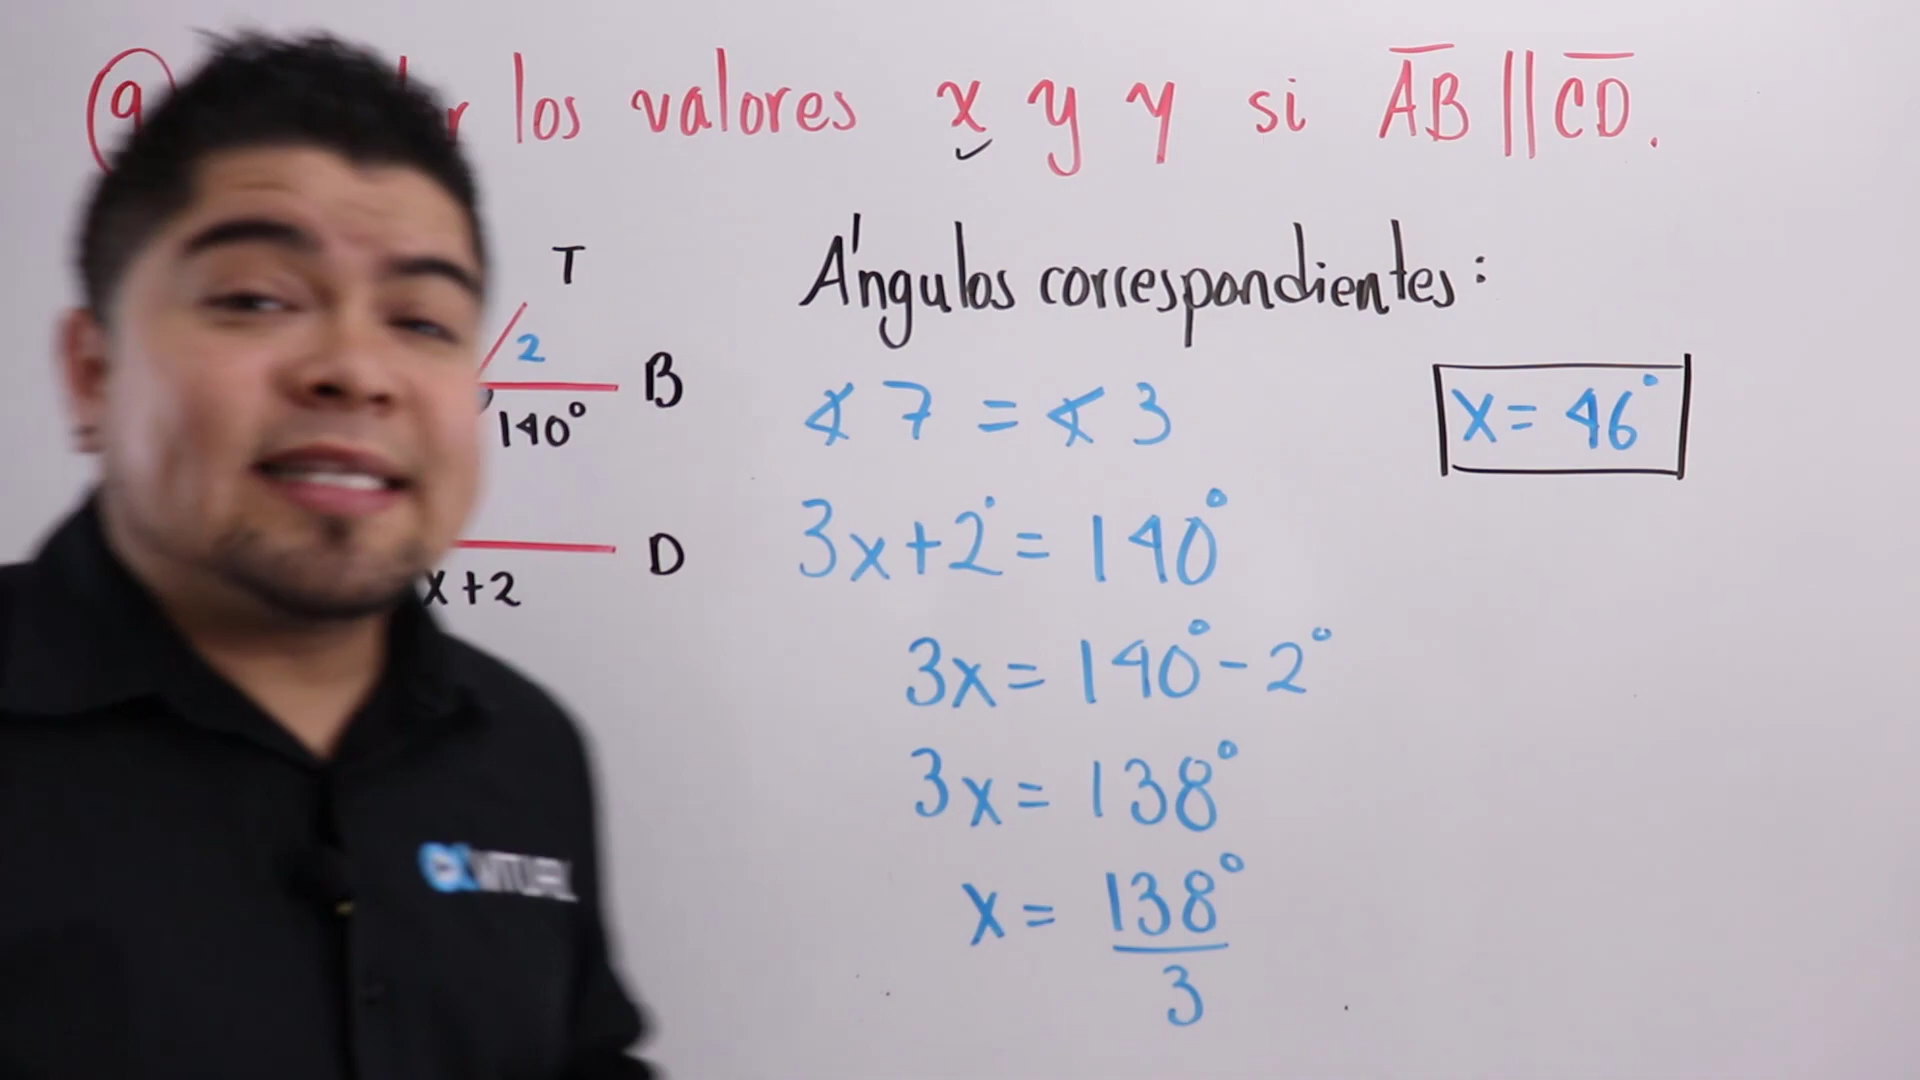 los valores x y y si AB || CD.
T
2
B
140°
D
x+2
Ángulos correspondientes:
∢ 7 = ∢ 3
x = 46°
3x+2° = 140°
3x = 140° - 2°
3x = 138°
x = 138°
3